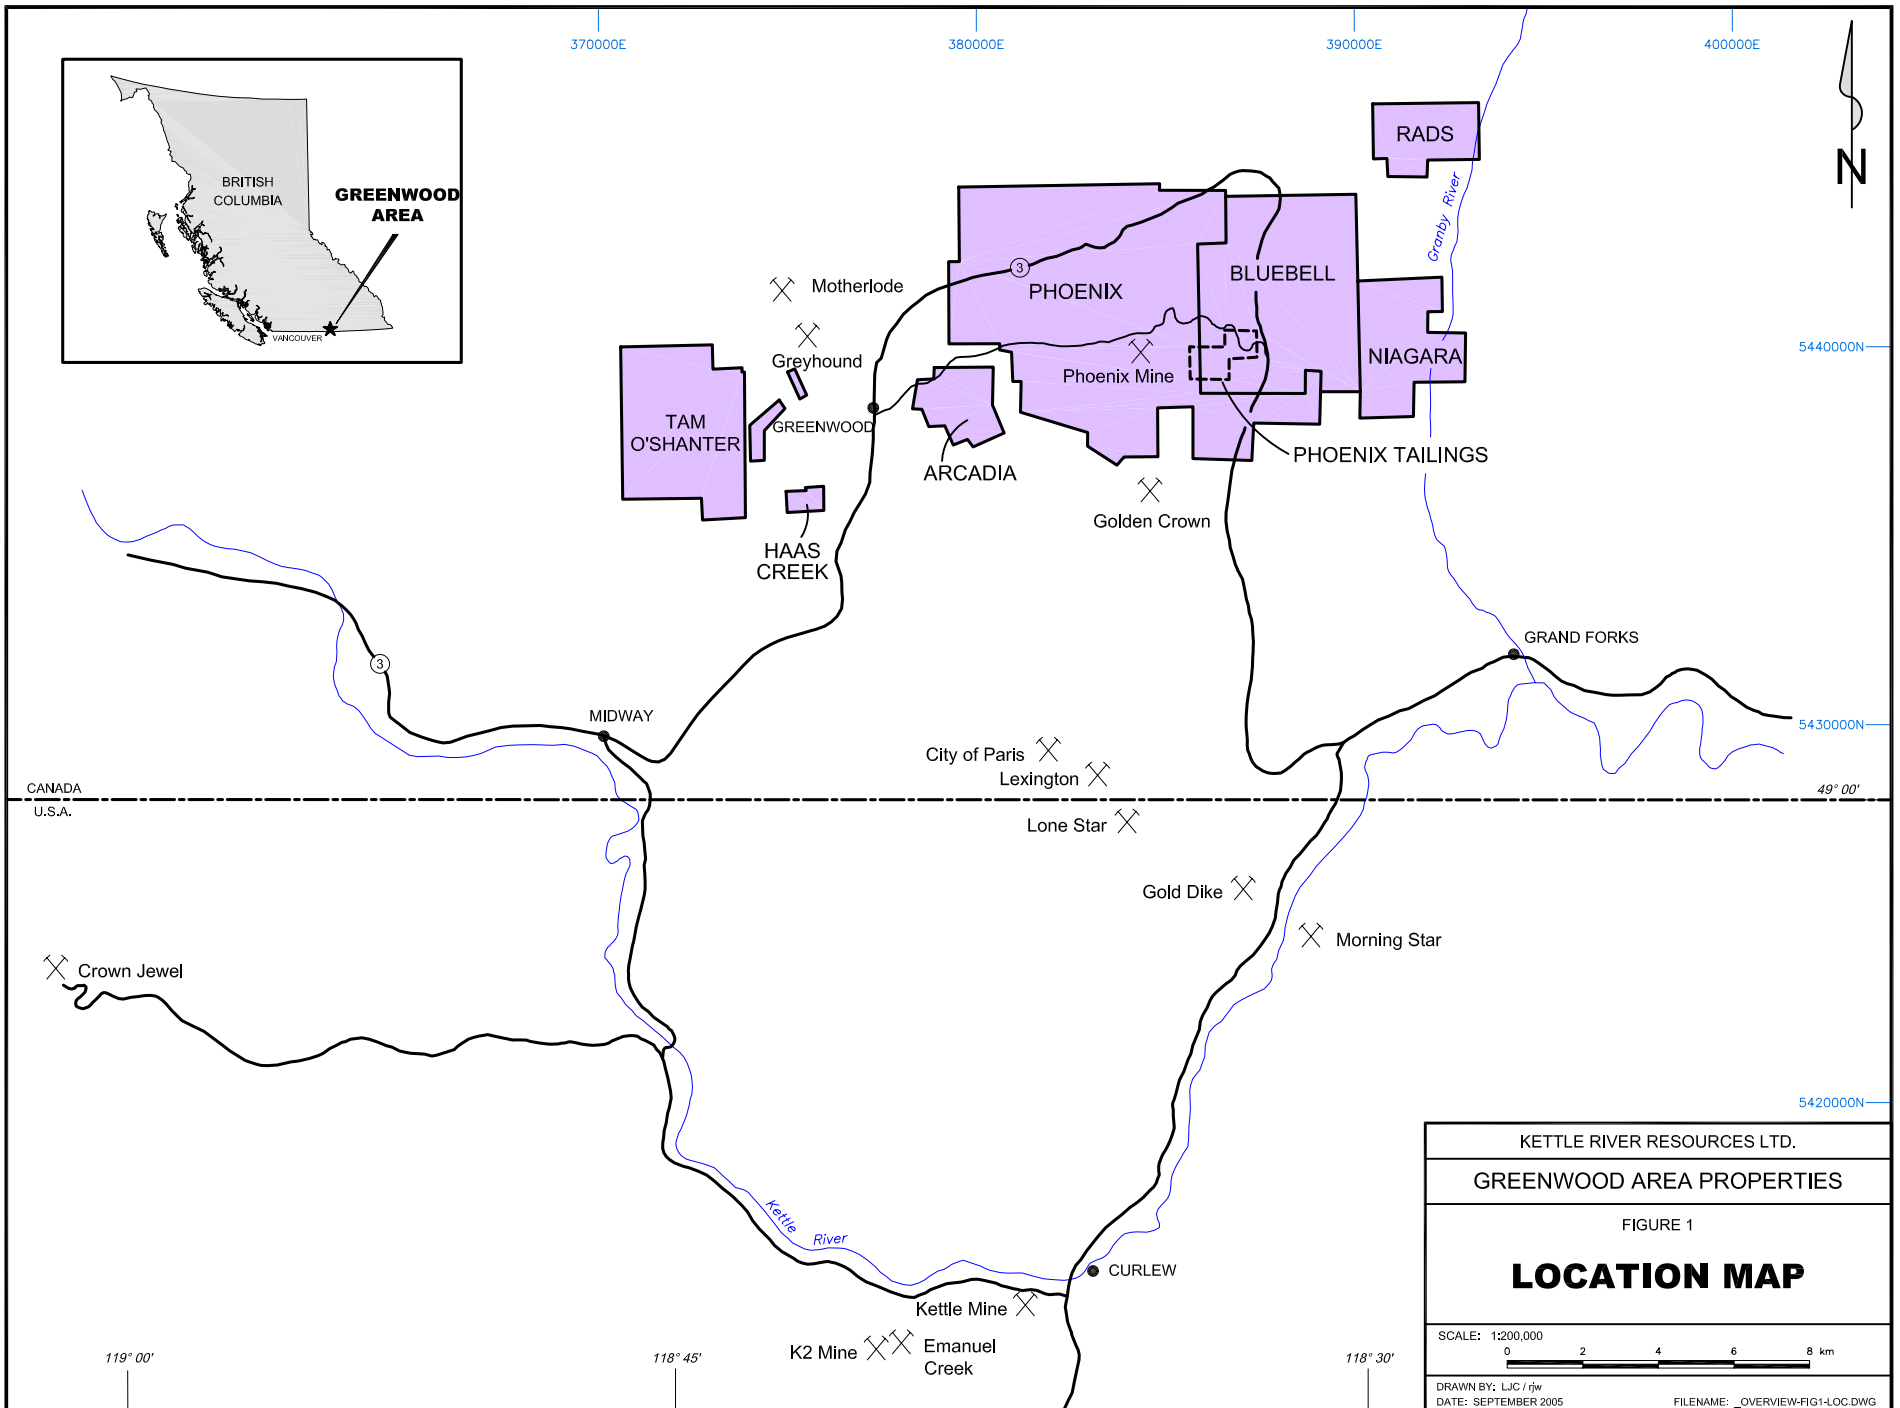 370000E
380000E
390000E
400000E
BRITISH
COLUMBIA
GREENWOOD
AREA
VANCOUVER
N
RADS
Granby River
3
PHOENIX
BLUEBELL
Motherlode
Greyhound
Phoenix Mine
NIAGARA
5440000N
TAM
O'SHANTER
GREENWOOD
ARCADIA
PHOENIX TAILINGS
Golden Crown
HAAS
CREEK
3
GRAND FORKS
MIDWAY
5430000N
City of Paris
Lexington
CANADA
U.S.A.
49° 00'
Lone Star
Gold Dike
Morning Star
Crown Jewel
5420000N
Kettle
River
CURLEW
Kettle Mine
K2 Mine
Emanuel
Creek
119° 00'
118° 45'
118° 30'
KETTLE RIVER RESOURCES LTD.
GREENWOOD AREA PROPERTIES
FIGURE 1
LOCATION MAP
SCALE: 1:200,000
0 2 4 6 8 km
DRAWN BY: LJC / rjw
DATE: SEPTEMBER 2005
FILENAME: _OVERVIEW-FIG1-LOC.DWG